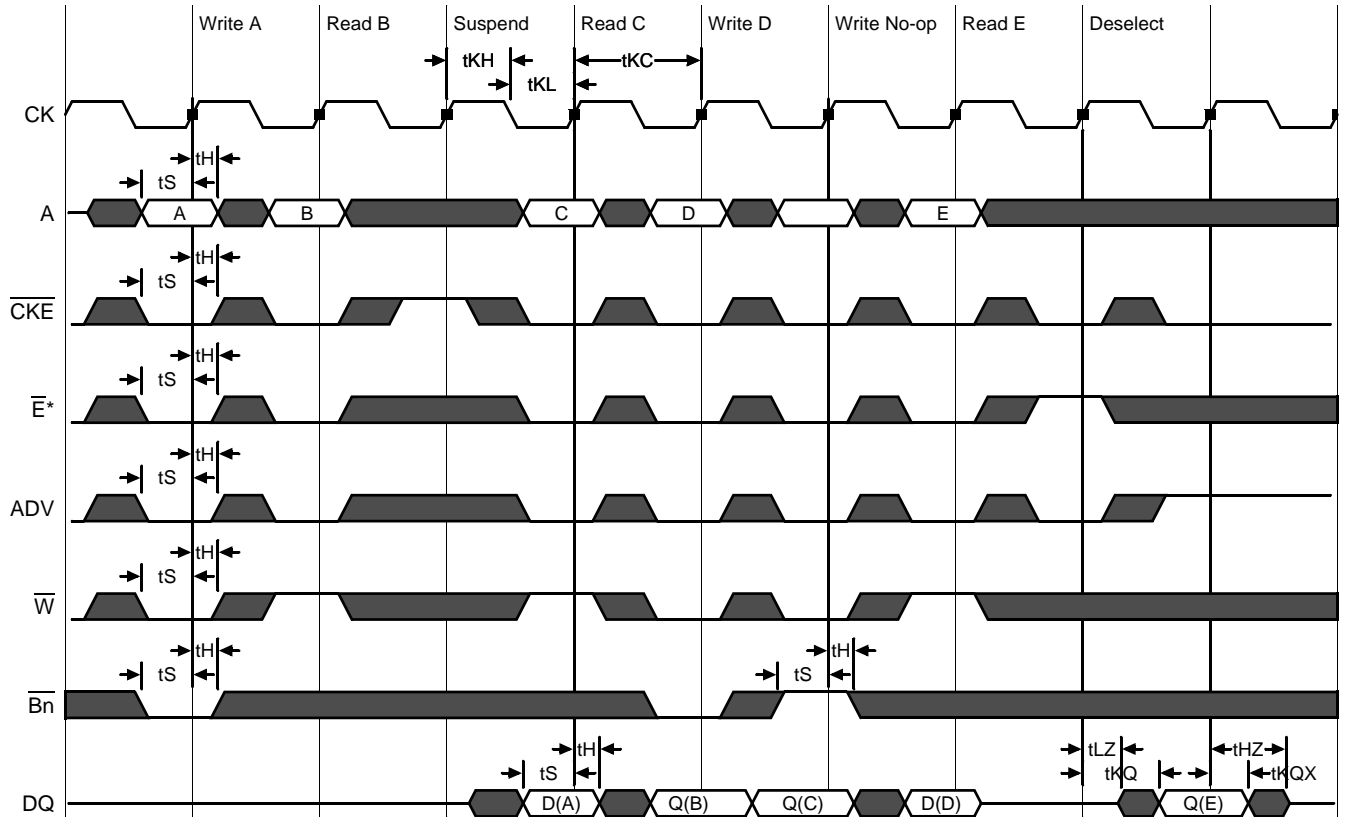 Write A Read B Suspend Read C Write D Write No-op Read E Deselect
tKH tKC
tKL
CK
tH
tS
A A B C D E
tH
tS
CKE
tH
tS
E*
tH
tS
ADV
tH
tS
W
tH tH
tS tS
Bn
tH tLZ tHZ
tS tKQ tKQX
DQ D(A) Q(B) Q(C) D(D) Q(E)